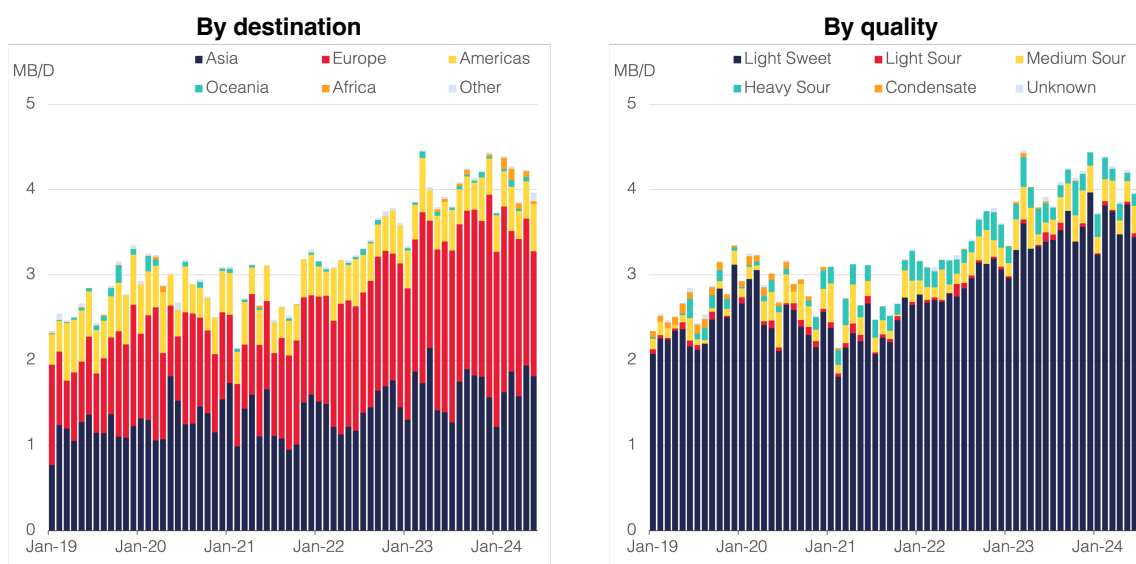 By destination
Asia Europe Americas
MB/D
Oceania Africa Other
5
4
3
2
1
0
Jan-19 Jan-20 Jan-21 Jan-22 Jan-23 Jan-24
By quality
Light Sweet Light Sour Medium Sour
MB/D
Heavy Sour Condensate Unknown
5
4
3
2
1
0
Jan-19 Jan-20 Jan-21 Jan-22 Jan-23 Jan-24